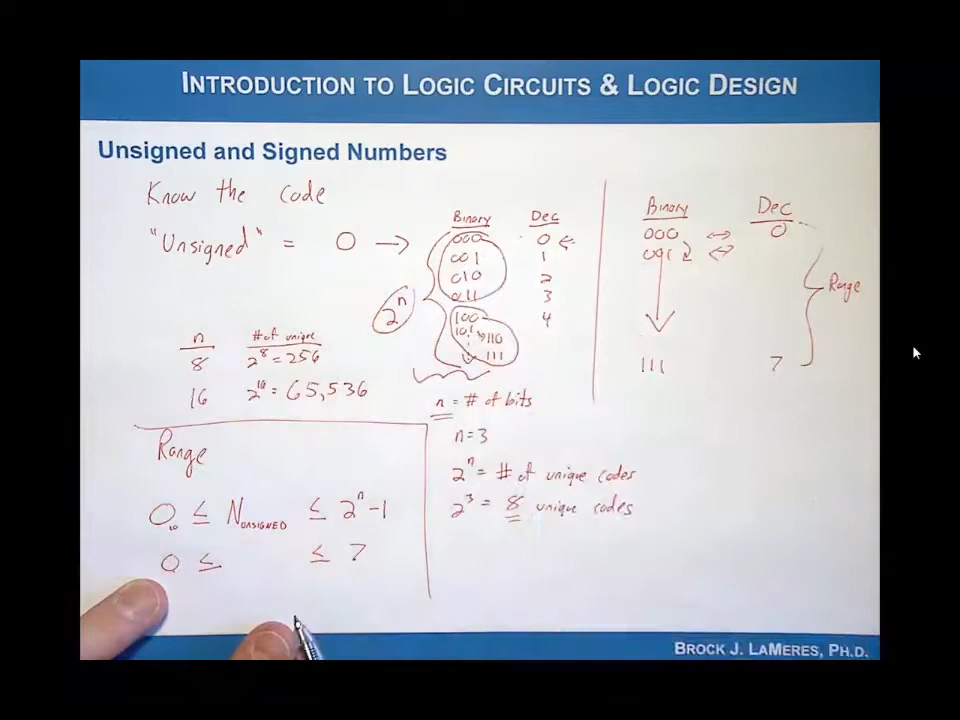 INTRODUCTION TO LOGIC CIRCUITS & LOGIC DESIGN
Unsigned and Signed Numbers
Know the code
"Unsigned" = 0 →
Binary Dec
000 0 ←
001 1
010 2
011 3
100 4
101 110
111
2^n
n # of unique
8 2^8 = 256
16 2^16 = 65,536
n = # of bits
n = 3
2^n = # of unique codes
2^3 = 8 unique codes
Range
0₁₀ ≤ N_UNSIGNED ≤ 2^n - 1
0 ≤ ≤ 7
Binary Dec
000 ↔ 0
001 ↔
111 7
Range
BROCK J. LAMERES, PH.D.